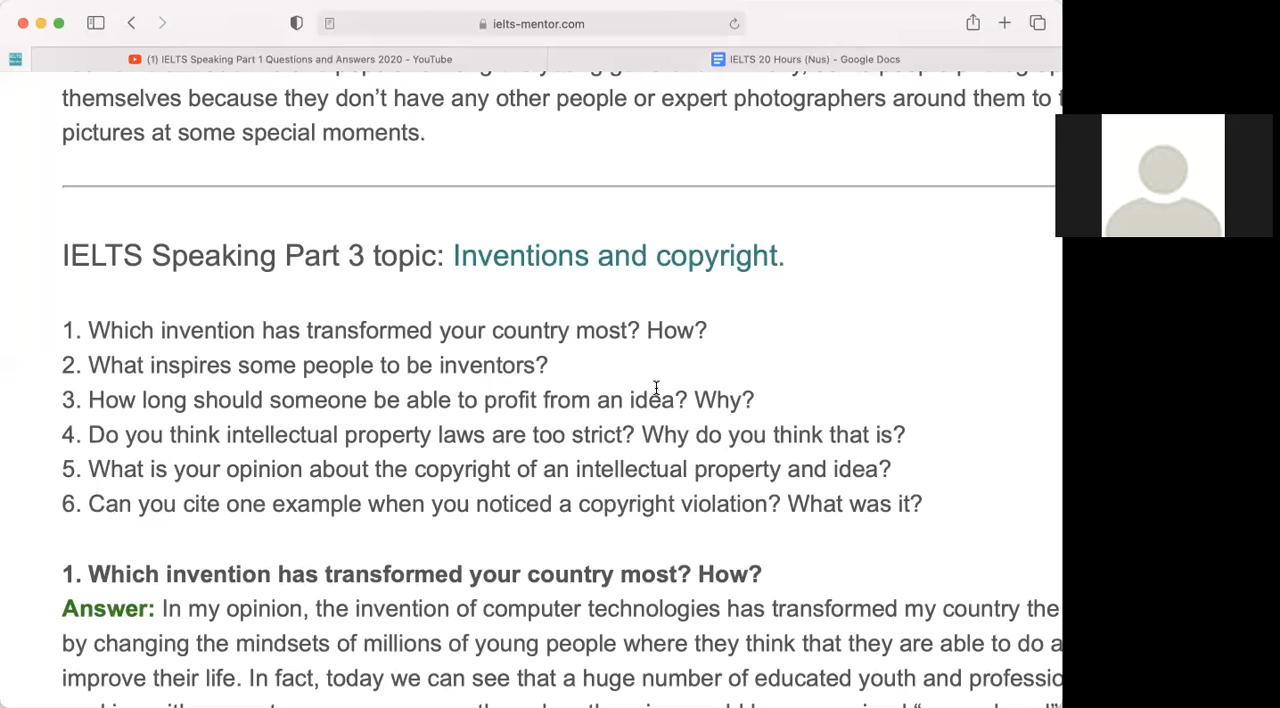 ielts-mentor.com
(1) IELTS Speaking Part 1 Questions and Answers 2020 - YouTube
IELTS 20 Hours (Nus) - Google Docs
themselves because they don't have any other people or expert photographers around them to
pictures at some special moments.
IELTS Speaking Part 3 topic: Inventions and copyright.
1. Which invention has transformed your country most? How?
2. What inspires some people to be inventors?
3. How long should someone be able to profit from an idea? Why?
4. Do you think intellectual property laws are too strict? Why do you think that is?
5. What is your opinion about the copyright of an intellectual property and idea?
6. Can you cite one example when you noticed a copyright violation? What was it?
1. Which invention has transformed your country most? How?
Answer: In my opinion, the invention of computer technologies has transformed my country the
by changing the mindsets of millions of young people where they think that they are able to do a
improve their life. In fact, today we can see that a huge number of educated youth and professio